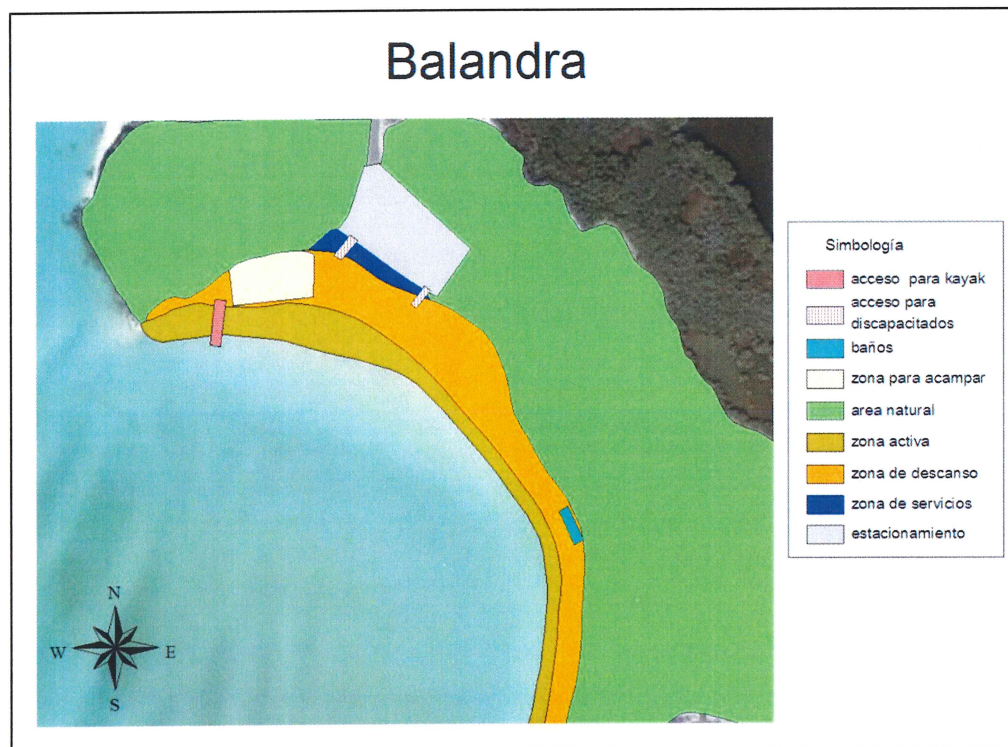 Balandra
Simbología
acceso para kayak
acceso para
discapacitados
baños
zona para acampar
area natural
zona activa
zona de descanso
zona de servicios
estacionamiento
N
W E
S